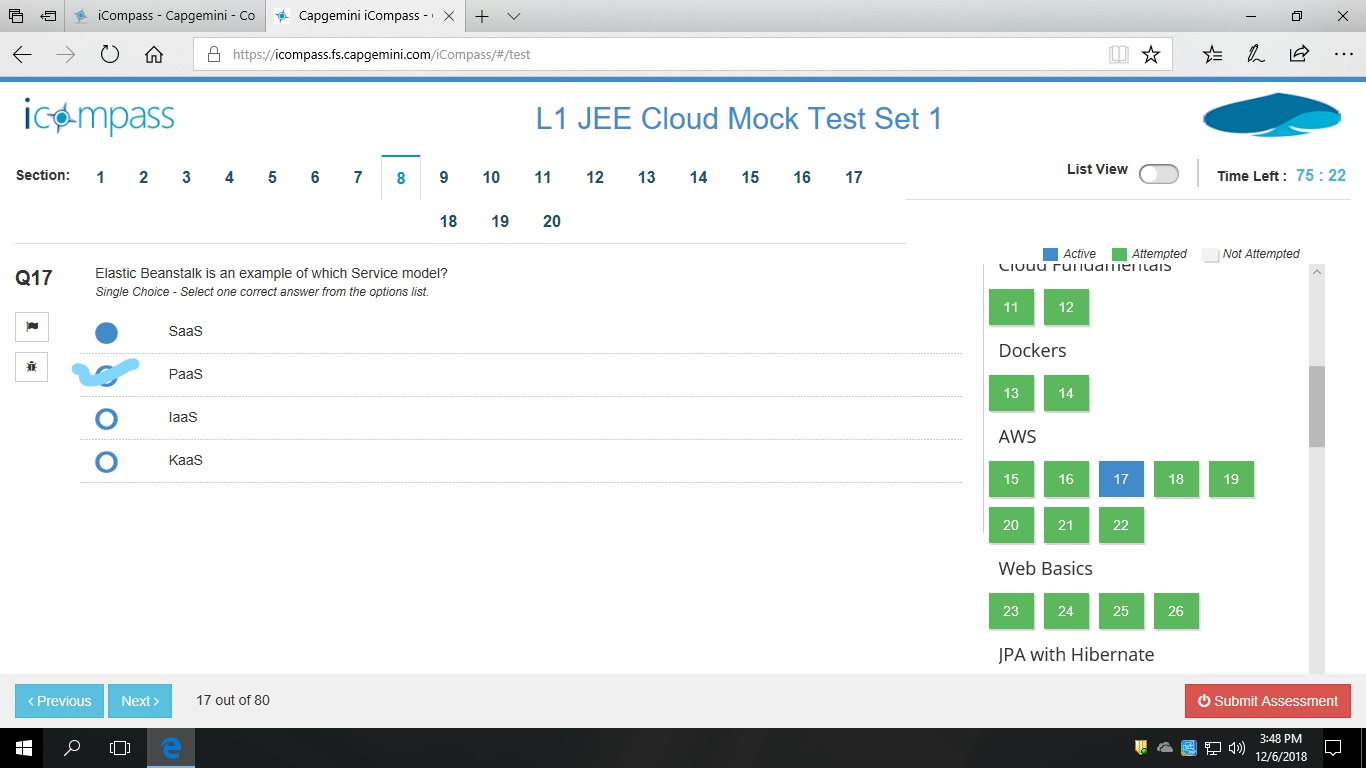 iCompass - Capgemini - Co
Capgemini iCompass -
https://icompass.fs.capgemini.com/iCompass/#/test
icompass
L1 JEE Cloud Mock Test Set 1
Section: 1 2 3 4 5 6 7 8 9 10 11 12 13 14 15 16 17
18 19 20
List View
Time Left : 75 : 22
Active Attempted Not Attempted
Q17
Elastic Beanstalk is an example of which Service model?
Single Choice - Select one correct answer from the options list.
SaaS
PaaS
IaaS
KaaS
Cloud Fundamentals
11 12
Dockers
13 14
AWS
15 16 17 18 19
20 21 22
Web Basics
23 24 25 26
JPA with Hibernate
Previous
Next
17 out of 80
Submit Assessment
3:48 PM
12/6/2018